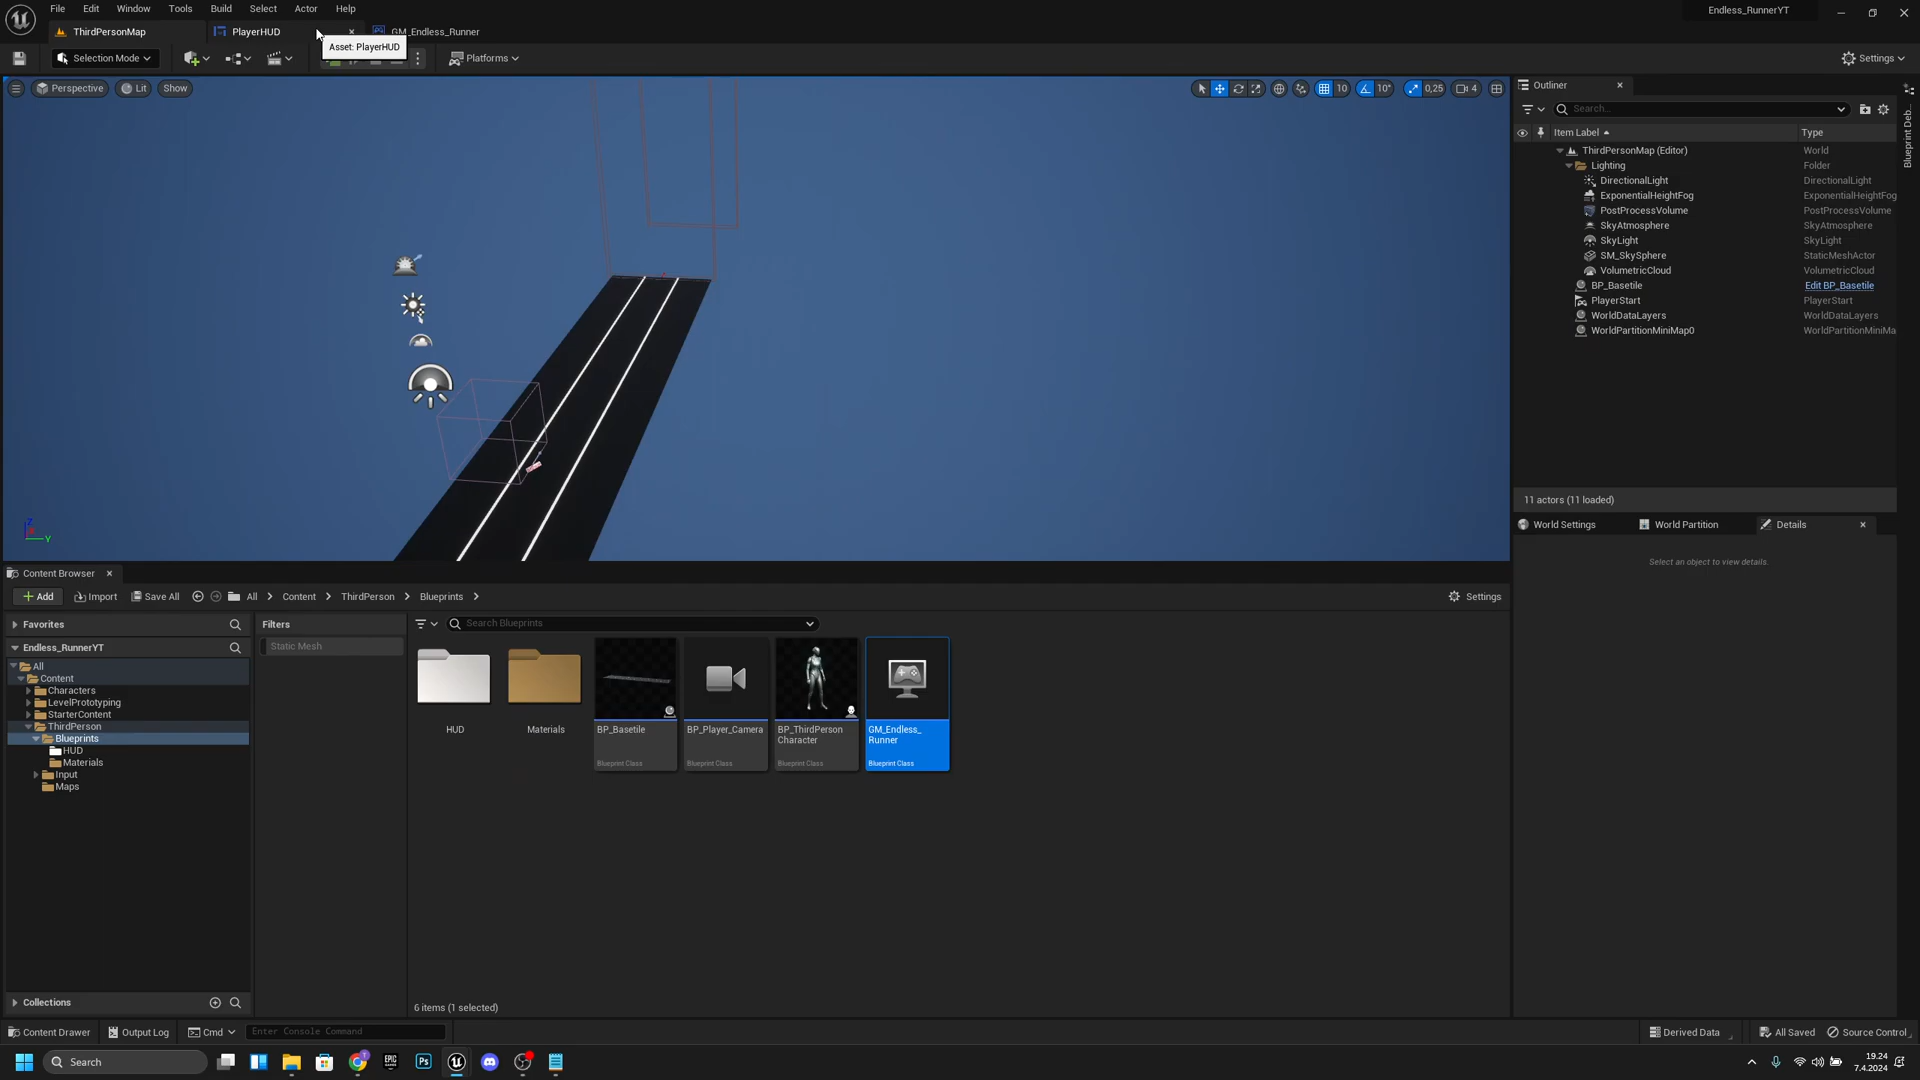 File Edit Window Tools Build Select Actor Help
Endless_RunnerYT
ThirdPersonMap
PlayerHUD
GM_Endless_Runner
Asset: PlayerHUD
Selection Mode
Platforms
Settings
Perspective
Lit
Show
10
10°
0,25
4
Outliner
Search...
Item Label
Type
ThirdPersonMap (Editor) World
Lighting Folder
DirectionalLight DirectionalLight
ExponentialHeightFog ExponentialHeightFog
PostProcessVolume PostProcessVolume
SkyAtmosphere SkyAtmosphere
SkyLight SkyLight
SM_SkySphere StaticMeshActor
VolumetricCloud VolumetricCloud
BP_Basetile Edit BP_Basetile
PlayerStart PlayerStart
WorldDataLayers WorldDataLayers
WorldPartitionMiniMap0 WorldPartitionMiniMa
Blueprint Deb...
11 actors (11 loaded)
World Settings
World Partition
Details
Select an object to view details.
Z
Y
Content Browser
Add
Import
Save All
All > Content > ThirdPerson > Blueprints >
Settings
Favorites
Endless_RunnerYT
All
Content
Characters
LevelPrototyping
StarterContent
ThirdPerson
Blueprints
HUD
Materials
Input
Maps
Collections
Filters
Static Mesh
Search Blueprints
HUD
Materials
BP_Basetile
Blueprint Class
BP_Player_Camera
Blueprint Class
BP_ThirdPerson
Character
Blueprint Class
GM_Endless_
Runner
Blueprint Class
6 items (1 selected)
Content Drawer
Output Log
Cmd
Enter Console Command
Derived Data
All Saved
Source Control
Search
EPIC
Ps
19.24
7.4.2024